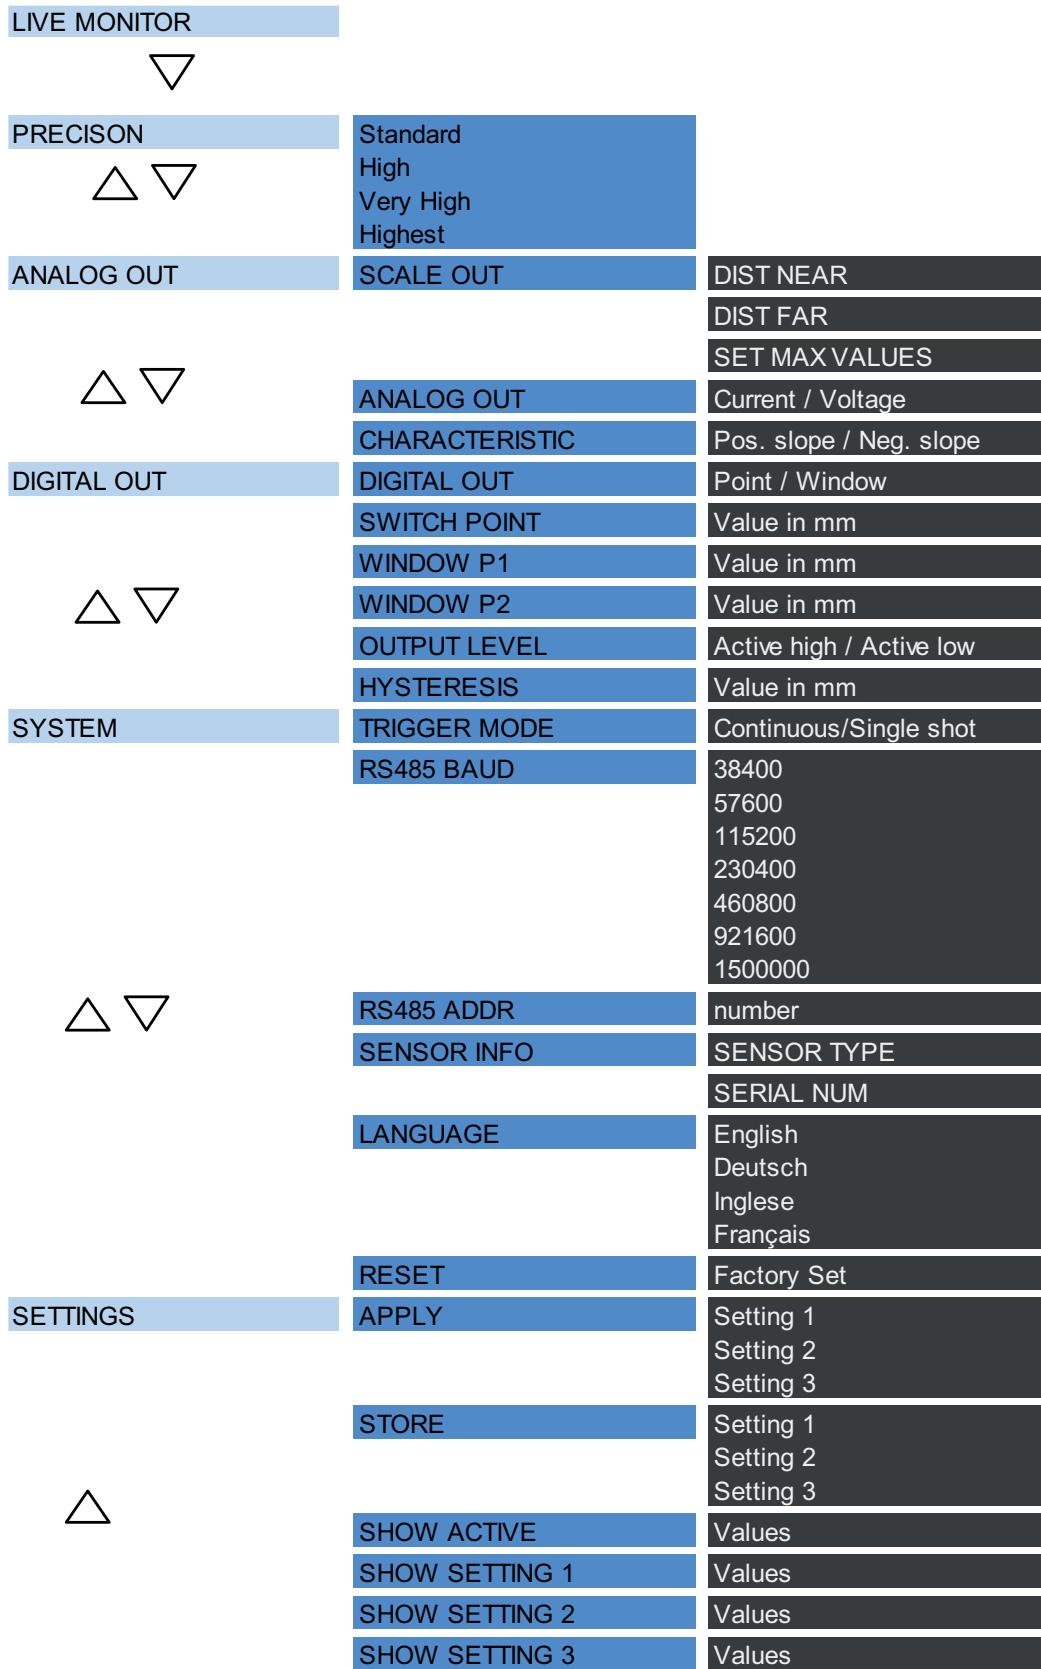 LIVE MONITOR
PRECISON Standard
High
Very High
Highest
ANALOG OUT SCALE OUT DIST NEAR
DIST FAR
SET MAX VALUES
ANALOG OUT Current / Voltage
CHARACTERISTIC Pos. slope / Neg. slope
DIGITAL OUT DIGITAL OUT Point / Window
SWITCH POINT Value in mm
WINDOW P1 Value in mm
WINDOW P2 Value in mm
OUTPUT LEVEL Active high / Active low
HYSTERESIS Value in mm
SYSTEM TRIGGER MODE Continuous/Single shot
RS485 BAUD 38400
57600
115200
230400
460800
921600
1500000
RS485 ADDR number
SENSOR INFO SENSOR TYPE
SERIAL NUM
LANGUAGE English
Deutsch
Inglese
Français
RESET Factory Set
SETTINGS APPLY Setting 1
Setting 2
Setting 3
STORE Setting 1
Setting 2
Setting 3
SHOW ACTIVE Values
SHOW SETTING 1 Values
SHOW SETTING 2 Values
SHOW SETTING 3 Values